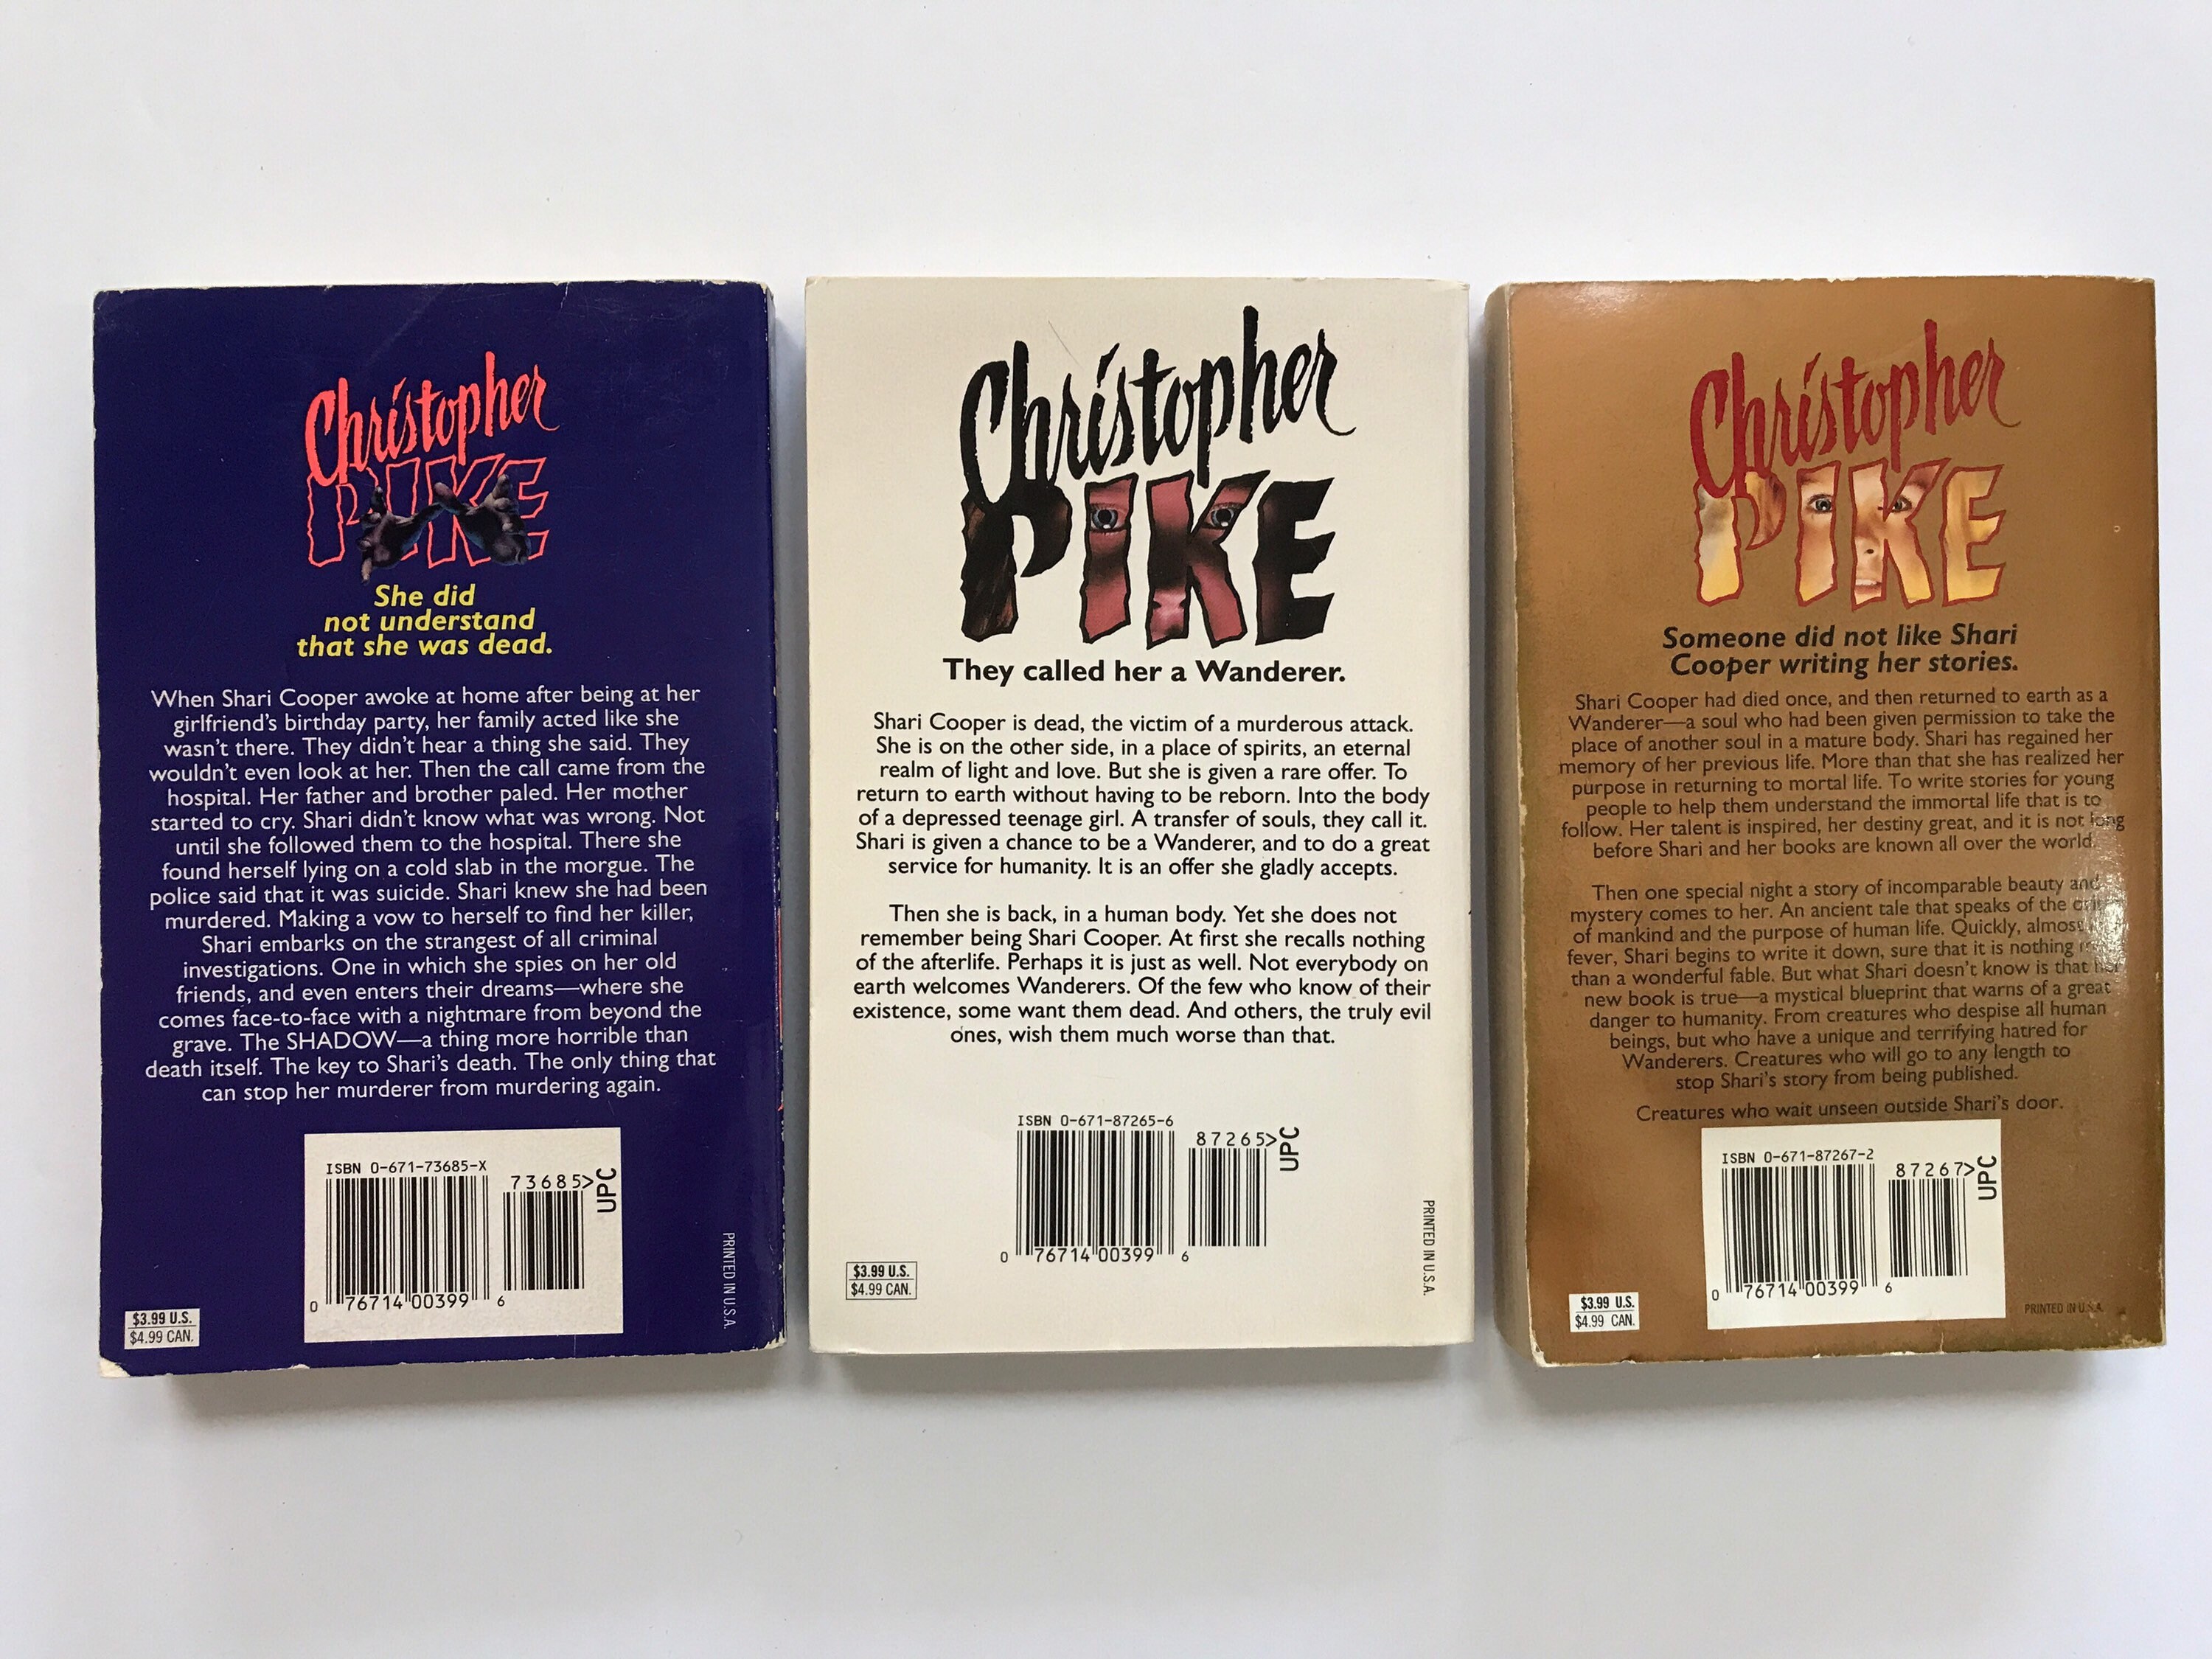 Christopher
PIKE
She did
not understand
that she was dead.
When Shari Cooper awoke at home after being at her
girlfriend's birthday party, her family acted like she
wasn't there. They didn't hear a thing she said. They
wouldn't even look at her. Then the call came from the
hospital. Her father and brother paled. Her mother
started to cry. Shari didn't know what was wrong. Not
until she followed them to the hospital. There she
found herself lying on a cold slab in the morgue. The
police said that it was suicide. Shari knew she had been
murdered. Making a vow to herself to find her killer,
Shari embarks on the strangest of all criminal
investigations. One in which she spies on her old
friends, and even enters their dreams—where she
comes face-to-face with a nightmare from beyond the
grave. The SHADOW—a thing more horrible than
death itself. The key to Shari's death. The only thing that
can stop her murderer from murdering again.
ISBN 0-671-73685-X
73685>
UPC
0 76714 00399 6
$3.99 U.S.
$4.99 CAN.
PRINTED IN U.S.A.
Christopher
PIKE
They called her a Wanderer.
Shari Cooper is dead, the victim of a murderous attack.
She is on the other side, in a place of spirits, an eternal
realm of light and love. But she is given a rare offer. To
return to earth without having to be reborn. Into the body
of a depressed teenage girl. A transfer of souls, they call it.
Shari is given a chance to be a Wanderer, and to do a great
service for humanity. It is an offer she gladly accepts.
Then she is back, in a human body. Yet she does not
remember being Shari Cooper. At first she recalls nothing
of the afterlife. Perhaps it is just as well. Not everybody on
earth welcomes Wanderers. Of the few who know of their
existence, some want them dead. And others, the truly evil
ones, wish them much worse than that.
ISBN 0-671-87265-6
87265>
UPC
0 76714 00399 6
$3.99 U.S.
$4.99 CAN.
PRINTED IN U.S.A.
Christopher
PIKE
Someone did not like Shari
Cooper writing her stories.
Shari Cooper had died once, and then returned to earth as a
Wanderer—a soul who had been given permission to take the
place of another soul in a mature body. Shari has regained her
memory of her previous life. More than that she has realized her
purpose in returning to mortal life. To write stories for young
people to help them understand the immortal life that is to
follow. Her talent is inspired, her destiny great, and it is not long
before Shari and her books are known all over the world.
Then one special night a story of incomparable beauty and
mystery comes to her. An ancient tale that speaks of the
of mankind and the purpose of human life. Quickly, almost
fever, Shari begins to write it down, sure that it is nothing
than a wonderful fable. But what Shari doesn't know is that her
new book is true—a mystical blueprint that warns of a great
danger to humanity. From creatures who despise all human
beings, but who have a unique and terrifying hatred for
Wanderers. Creatures who will go to any length to
stop Shari's story from being published.
Creatures who wait unseen outside Shari's door.
ISBN 0-671-87267-2
87267>
UPC
0 76714 00399 6
$3.99 U.S.
$4.99 CAN.
PRINTED IN U.S.A.